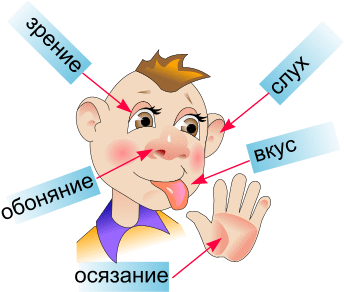 зрение
слух
вкус
обоняние
осязание